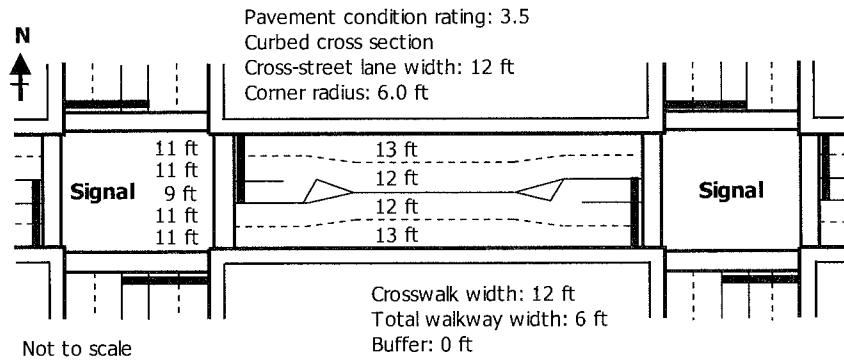 Pavement condition rating: 3.5
Curbed cross section
Cross-street lane width: 12 ft
Corner radius: 6.0 ft
N
11 ft
11 ft
9 ft
11 ft
11 ft
Signal
13 ft
12 ft
12 ft
13 ft
Signal
Crosswalk width: 12 ft
Total walkway width: 6 ft
Buffer: 0 ft
Not to scale